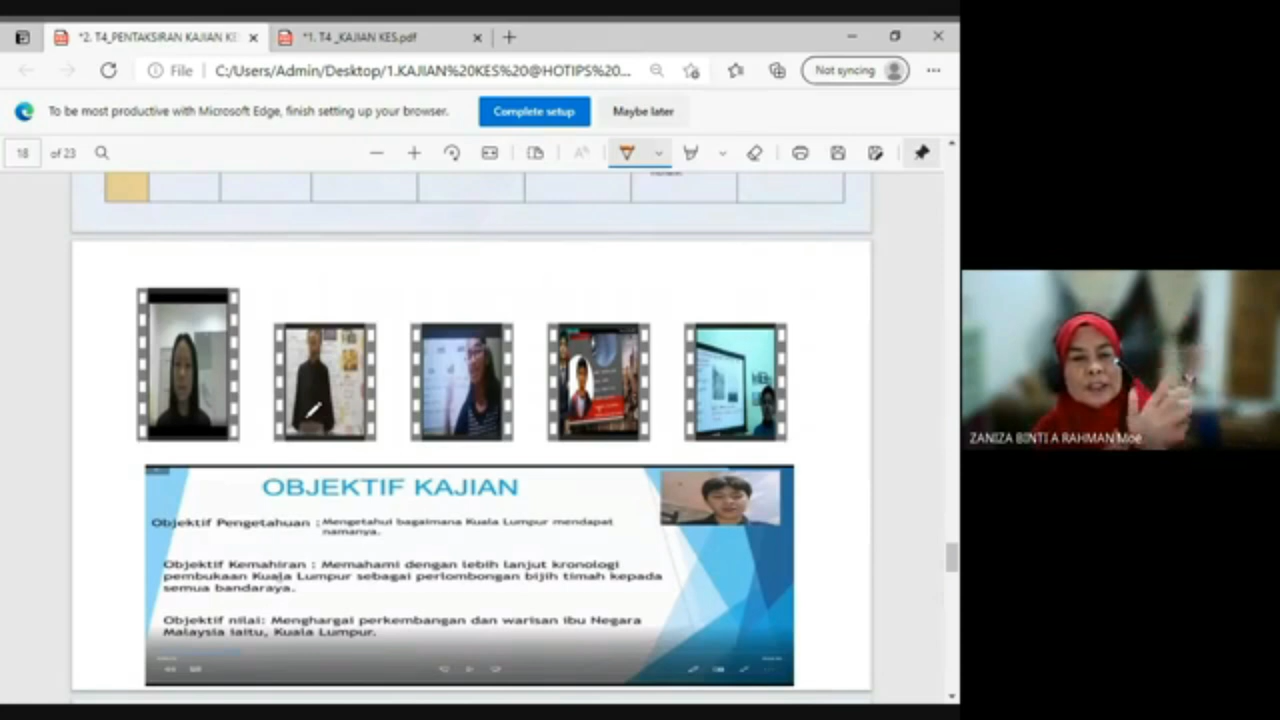 *2. T4_PENTAKSIRAN KAJIAN KE
*1. T4 _KAJIAN KES.pdf
File
C:/Users/Admin/Desktop/1.KAJIAN%20KES%20@HOTIPS%20...
Not syncing
To be most productive with Microsoft Edge, finish setting up your browser.
Complete setup
Maybe later
18 of 23
OBJEKTIF KAJIAN
Objektif Pengetahuan : Mengetahui bagaimana Kuala Lumpur mendapat
namanya.
Objektif Kemahiran : Memahami dengan lebih lanjut kronologi
pembukaan Kuala Lumpur sebagai perlombongan bijih timah kepada
semua bandaraya.
Objektif nilai: Menghargai perkembangan dan warisan Ibu Negara
Malaysia iaitu, Kuala Lumpur.
ZANIZA BINTI A RAHMAN Moe